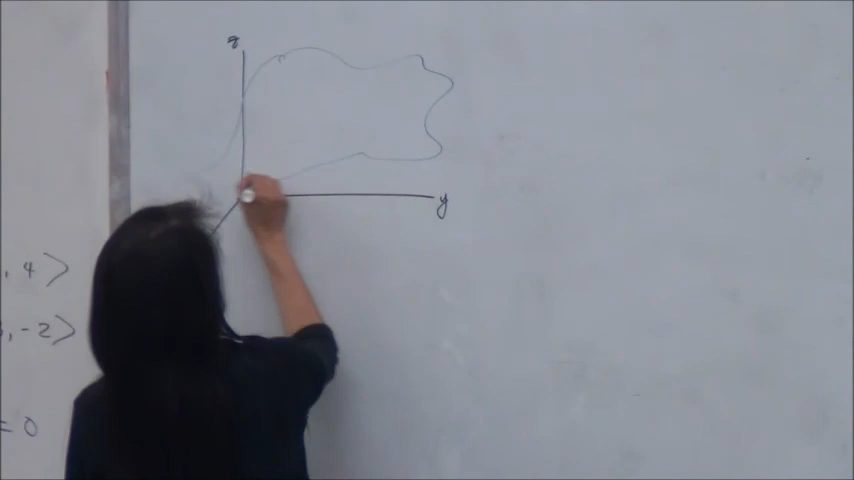 z
y
, 4 >
, -2 >
= 0